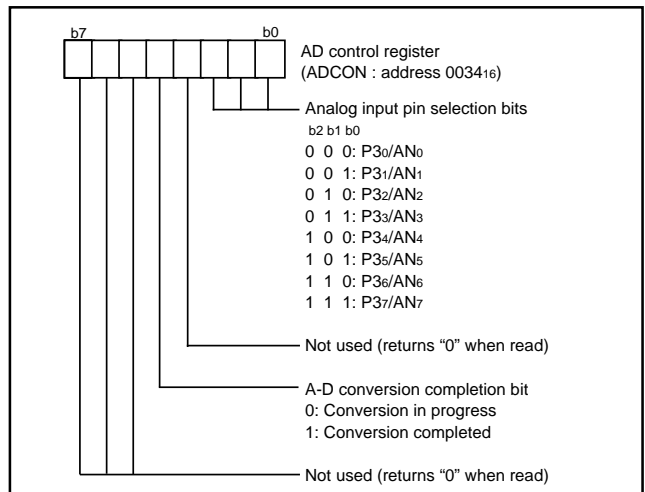 b7 b0
AD control register
(ADCON : address 0034₁₆)
Analog input pin selection bits
b2 b1 b0
0 0 0: P3₀/AN₀
0 0 1: P3₁/AN₁
0 1 0: P3₂/AN₂
0 1 1: P3₃/AN₃
1 0 0: P3₄/AN₄
1 0 1: P3₅/AN₅
1 1 0: P3₆/AN₆
1 1 1: P3₇/AN₇
Not used (returns “0” when read)
A-D conversion completion bit
0: Conversion in progress
1: Conversion completed
Not used (returns “0” when read)